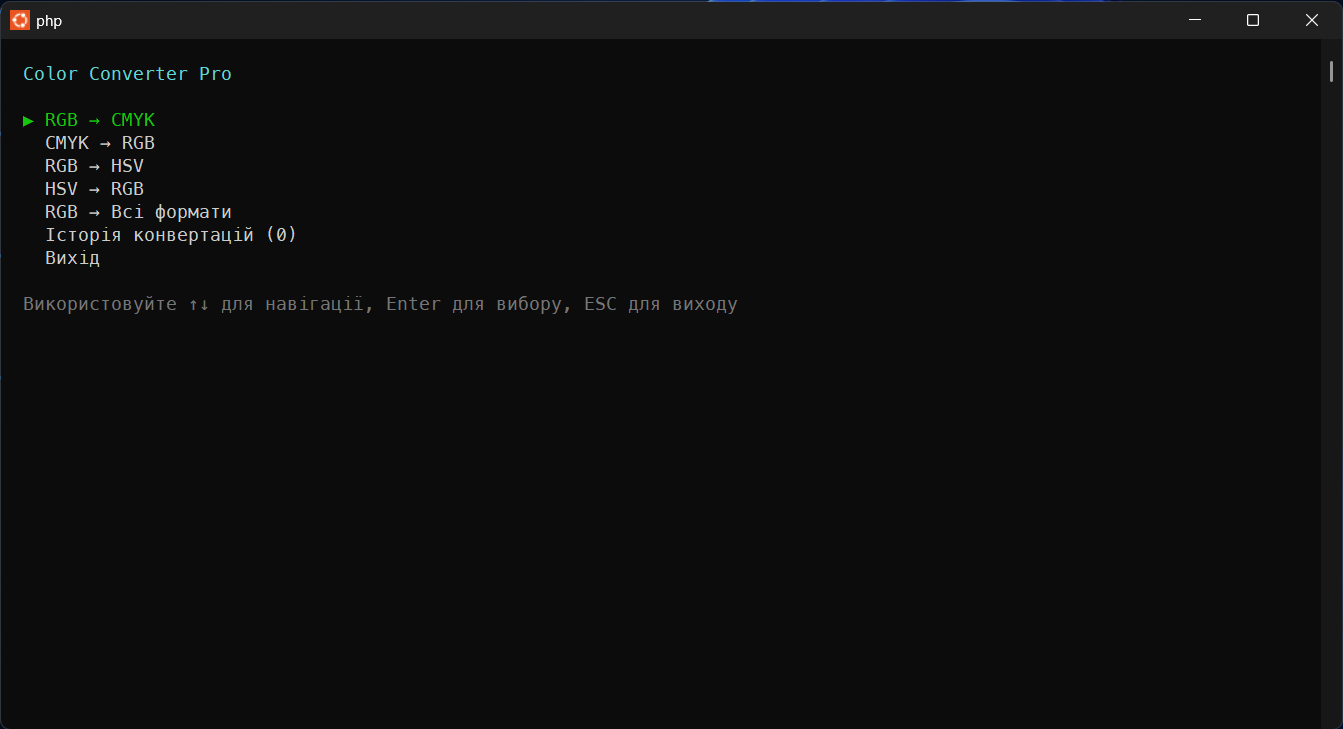 php
Color Converter Pro
▶ RGB → CMYK
CMYK → RGB
RGB → HSV
HSV → RGB
RGB → Всі формати
Історія конвертацій (0)
Вихід
Використовуйте ↑↓ для навігації, Enter для вибору, ESC для виходу